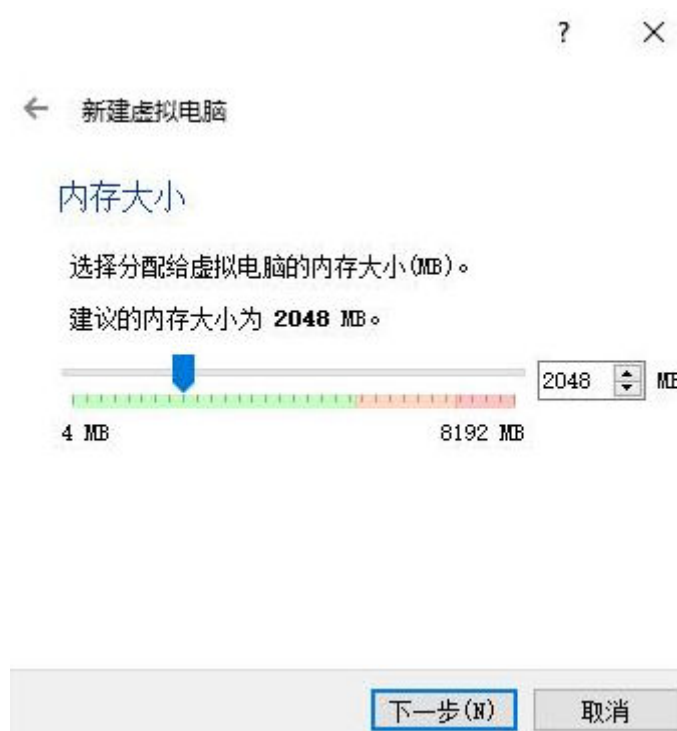 ?
新建虚拟电脑
内存大小
选择分配给虚拟电脑的内存大小(MB)。
建议的内存大小为 2048 MB。
2048 MB
4 MB 8192 MB
下一步(N) 取消